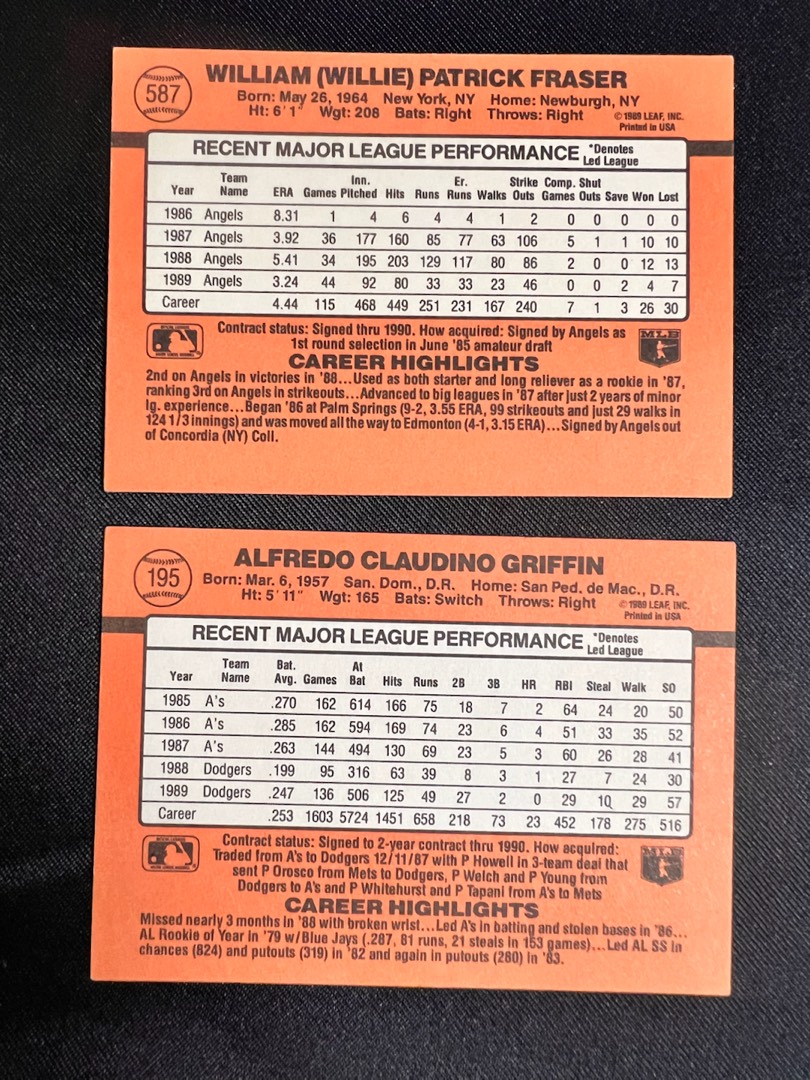 587
WILLIAM (WILLIE) PATRICK FRASER
Born: May 26, 1964 New York, NY Home: Newburgh, NY
Ht: 6'1" Wgt: 208 Bats: Right Throws: Right © 1989 LEAF, INC.
Printed in USA
RECENT MAJOR LEAGUE PERFORMANCE *Denotes
Led League
Year Team Name ERA Games Inn. Pitched Hits Runs Er. Runs Walks Strike Outs Comp. Games Shut Outs Save Won Lost
1986 Angels 8.31 1 4 6 4 4 1 2 0 0 0 0 0
1987 Angels 3.92 36 177 160 85 77 63 106 5 1 1 10 10
1988 Angels 5.41 34 195 203 129 117 80 86 2 0 0 12 13
1989 Angels 3.24 44 92 80 33 33 23 46 0 0 2 4 7
Career 4.44 115 468 449 251 231 167 240 7 1 3 26 30
Contract status: Signed thru 1990. How acquired: Signed by Angels as
1st round selection in June '85 amateur draft
MLB
CAREER HIGHLIGHTS
2nd on Angels in victories in '88...Used as both starter and long reliever as a rookie in '87,
ranking 3rd on Angels in strikeouts...Advanced to big leagues in '87 after just 2 years of minor
lg. experience...Began '86 at Palm Springs (9-2, 3.55 ERA, 99 strikeouts and just 29 walks in
124 1/3 innings) and was moved all the way to Edmonton (4-1, 3.15 ERA)...Signed by Angels out
of Concordia (NY) Coll.
195
ALFREDO CLAUDINO GRIFFIN
Born: Mar. 6, 1957 San. Dom., D.R. Home: San Ped. de Mac., D.R.
Ht: 5'11" Wgt: 165 Bats: Switch Throws: Right © 1989 LEAF, INC.
Printed in USA
RECENT MAJOR LEAGUE PERFORMANCE *Denotes
Led League
Year Team Name Bat. Avg. Games At Bat Hits Runs 2B 3B HR RBI Steal Walk SO
1985 A's .270 162 614 166 75 18 7 2 64 24 20 50
1986 A's .285 162 594 169 74 23 6 4 51 33 35 52
1987 A's .263 144 494 130 69 23 5 3 60 26 28 41
1988 Dodgers .199 95 316 63 39 8 3 1 27 7 24 30
1989 Dodgers .247 136 506 125 49 27 2 0 29 10 29 57
Career .253 1603 5724 1451 658 218 73 23 452 178 275 516
Contract status: Signed to 2-year contract thru 1990. How acquired:
Traded from A's to Dodgers 12/11/87 with P Howell in 3-team deal that
sent P Orosco from Mets to Dodgers, P Welch and P Young from
Dodgers to A's and P Whitehurst and P Tapani from A's to Mets
MLB
CAREER HIGHLIGHTS
Missed nearly 3 months in '88 with broken wrist...Led A's in batting and stolen bases in '86...
AL Rookie of Year in '79 w/Blue Jays (.287, 81 runs, 21 steals in 153 games)...Led AL SS in
chances (824) and putouts (319) in '82 and again in putouts (280) in '83.